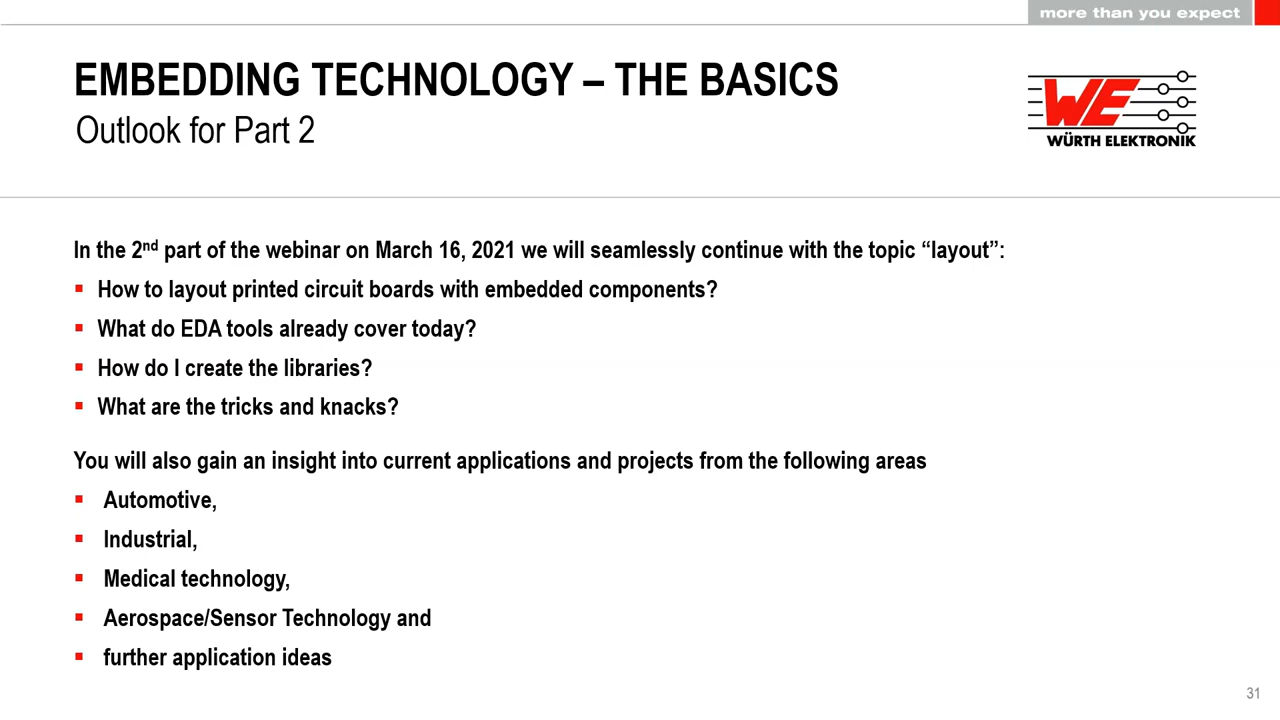 more than you expect
EMBEDDING TECHNOLOGY – THE BASICS
Outlook for Part 2
WE
WÜRTH ELEKTRONIK
In the 2nd part of the webinar on March 16, 2021 we will seamlessly continue with the topic “layout”:
▪ How to layout printed circuit boards with embedded components?
▪ What do EDA tools already cover today?
▪ How do I create the libraries?
▪ What are the tricks and knacks?
You will also gain an insight into current applications and projects from the following areas
▪ Automotive,
▪ Industrial,
▪ Medical technology,
▪ Aerospace/Sensor Technology and
▪ further application ideas
31